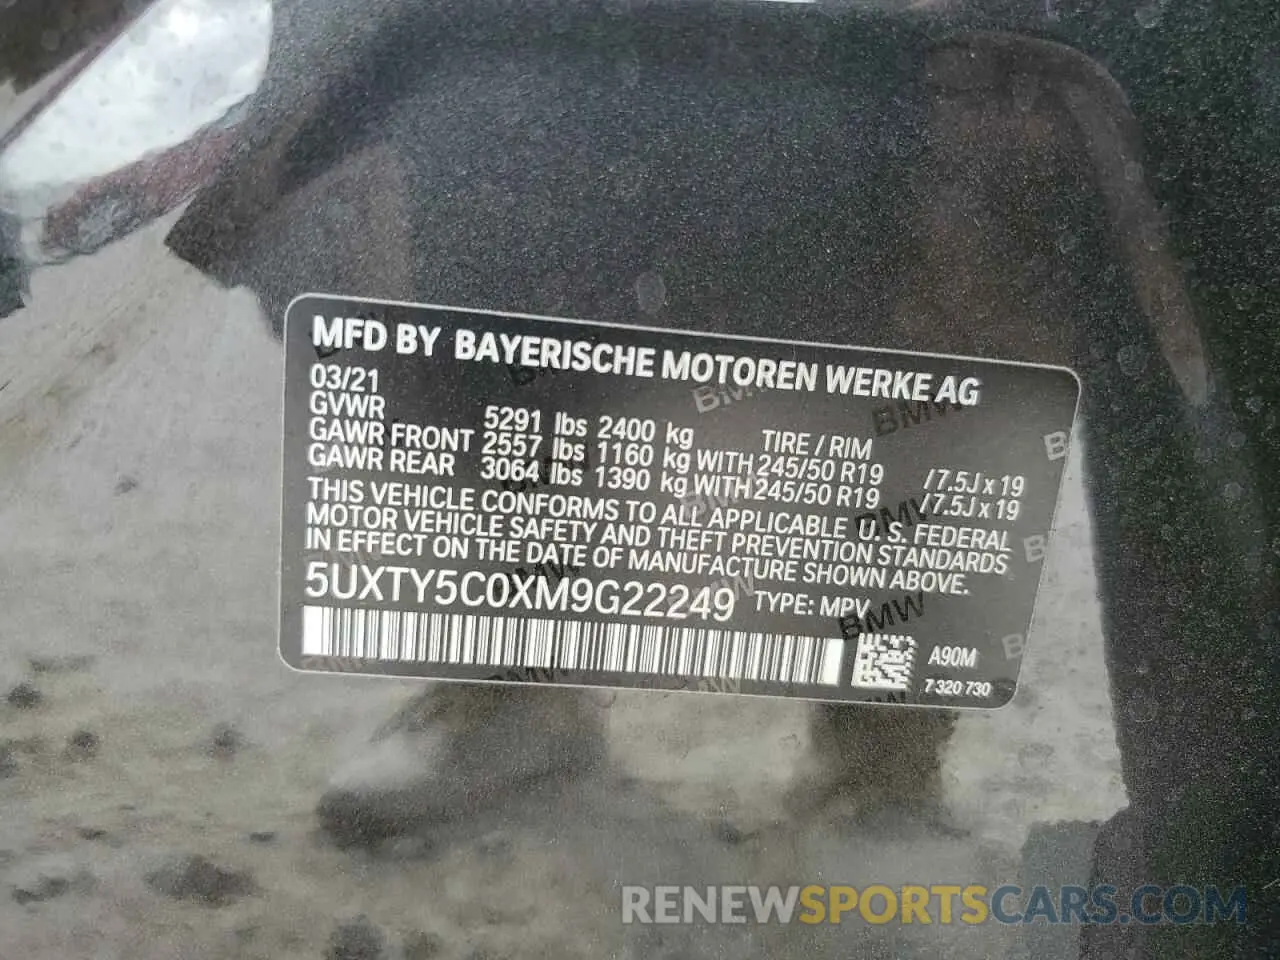 MFD BY BAYERISCHE MOTOREN WERKE AG
03/21
GVWR 5291 lbs 2400 kg TIRE / RIM
GAWR FRONT 2557 lbs 1160 kg WITH 245/50 R19 / 7.5J x 19
GAWR REAR 3064 lbs 1390 kg WITH 245/50 R19 / 7.5J x 19
THIS VEHICLE CONFORMS TO ALL APPLICABLE U. S. FEDERAL
MOTOR VEHICLE SAFETY AND THEFT PREVENTION STANDARDS
IN EFFECT ON THE DATE OF MANUFACTURE SHOWN ABOVE.
5UXTY5C0XM9G22249 TYPE: MPV
A90M
7 320 730
RENEWSPORTSCARS.COM